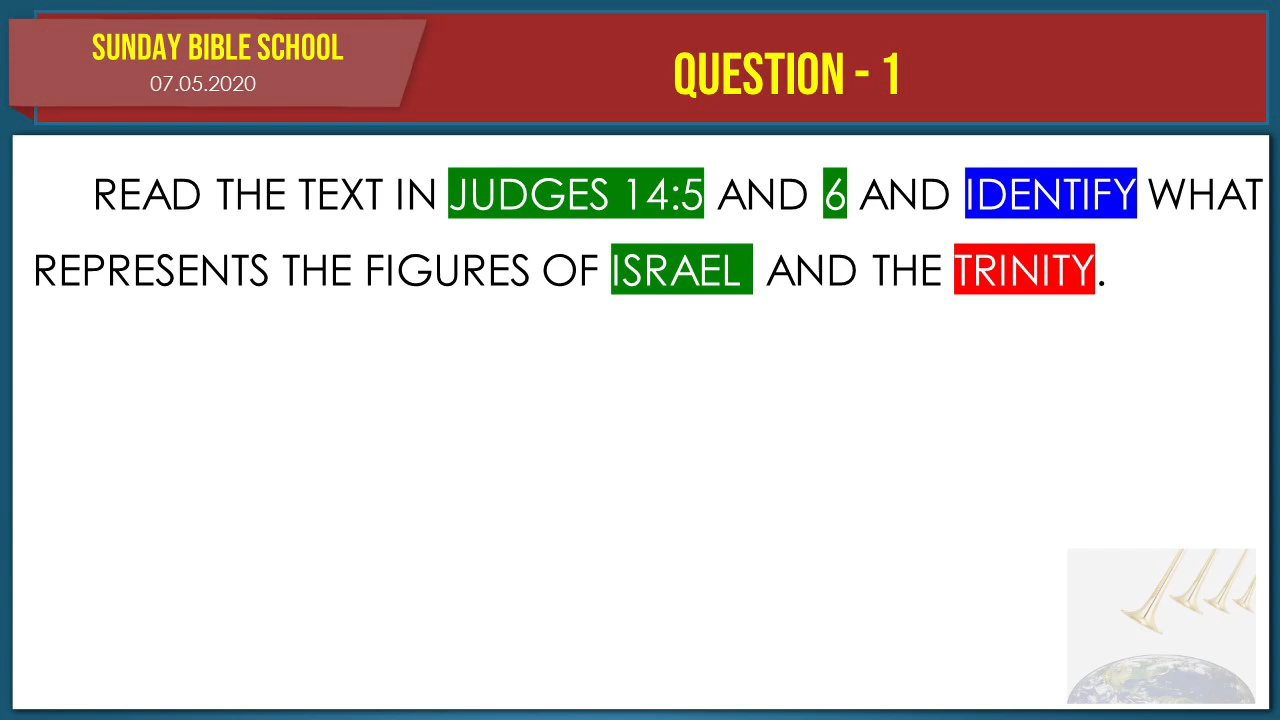 SUNDAY BIBLE SCHOOL
07.05.2020
QUESTION - 1
READ THE TEXT IN JUDGES 14:5 AND 6 AND IDENTIFY WHAT
REPRESENTS THE FIGURES OF ISRAEL AND THE TRINITY.